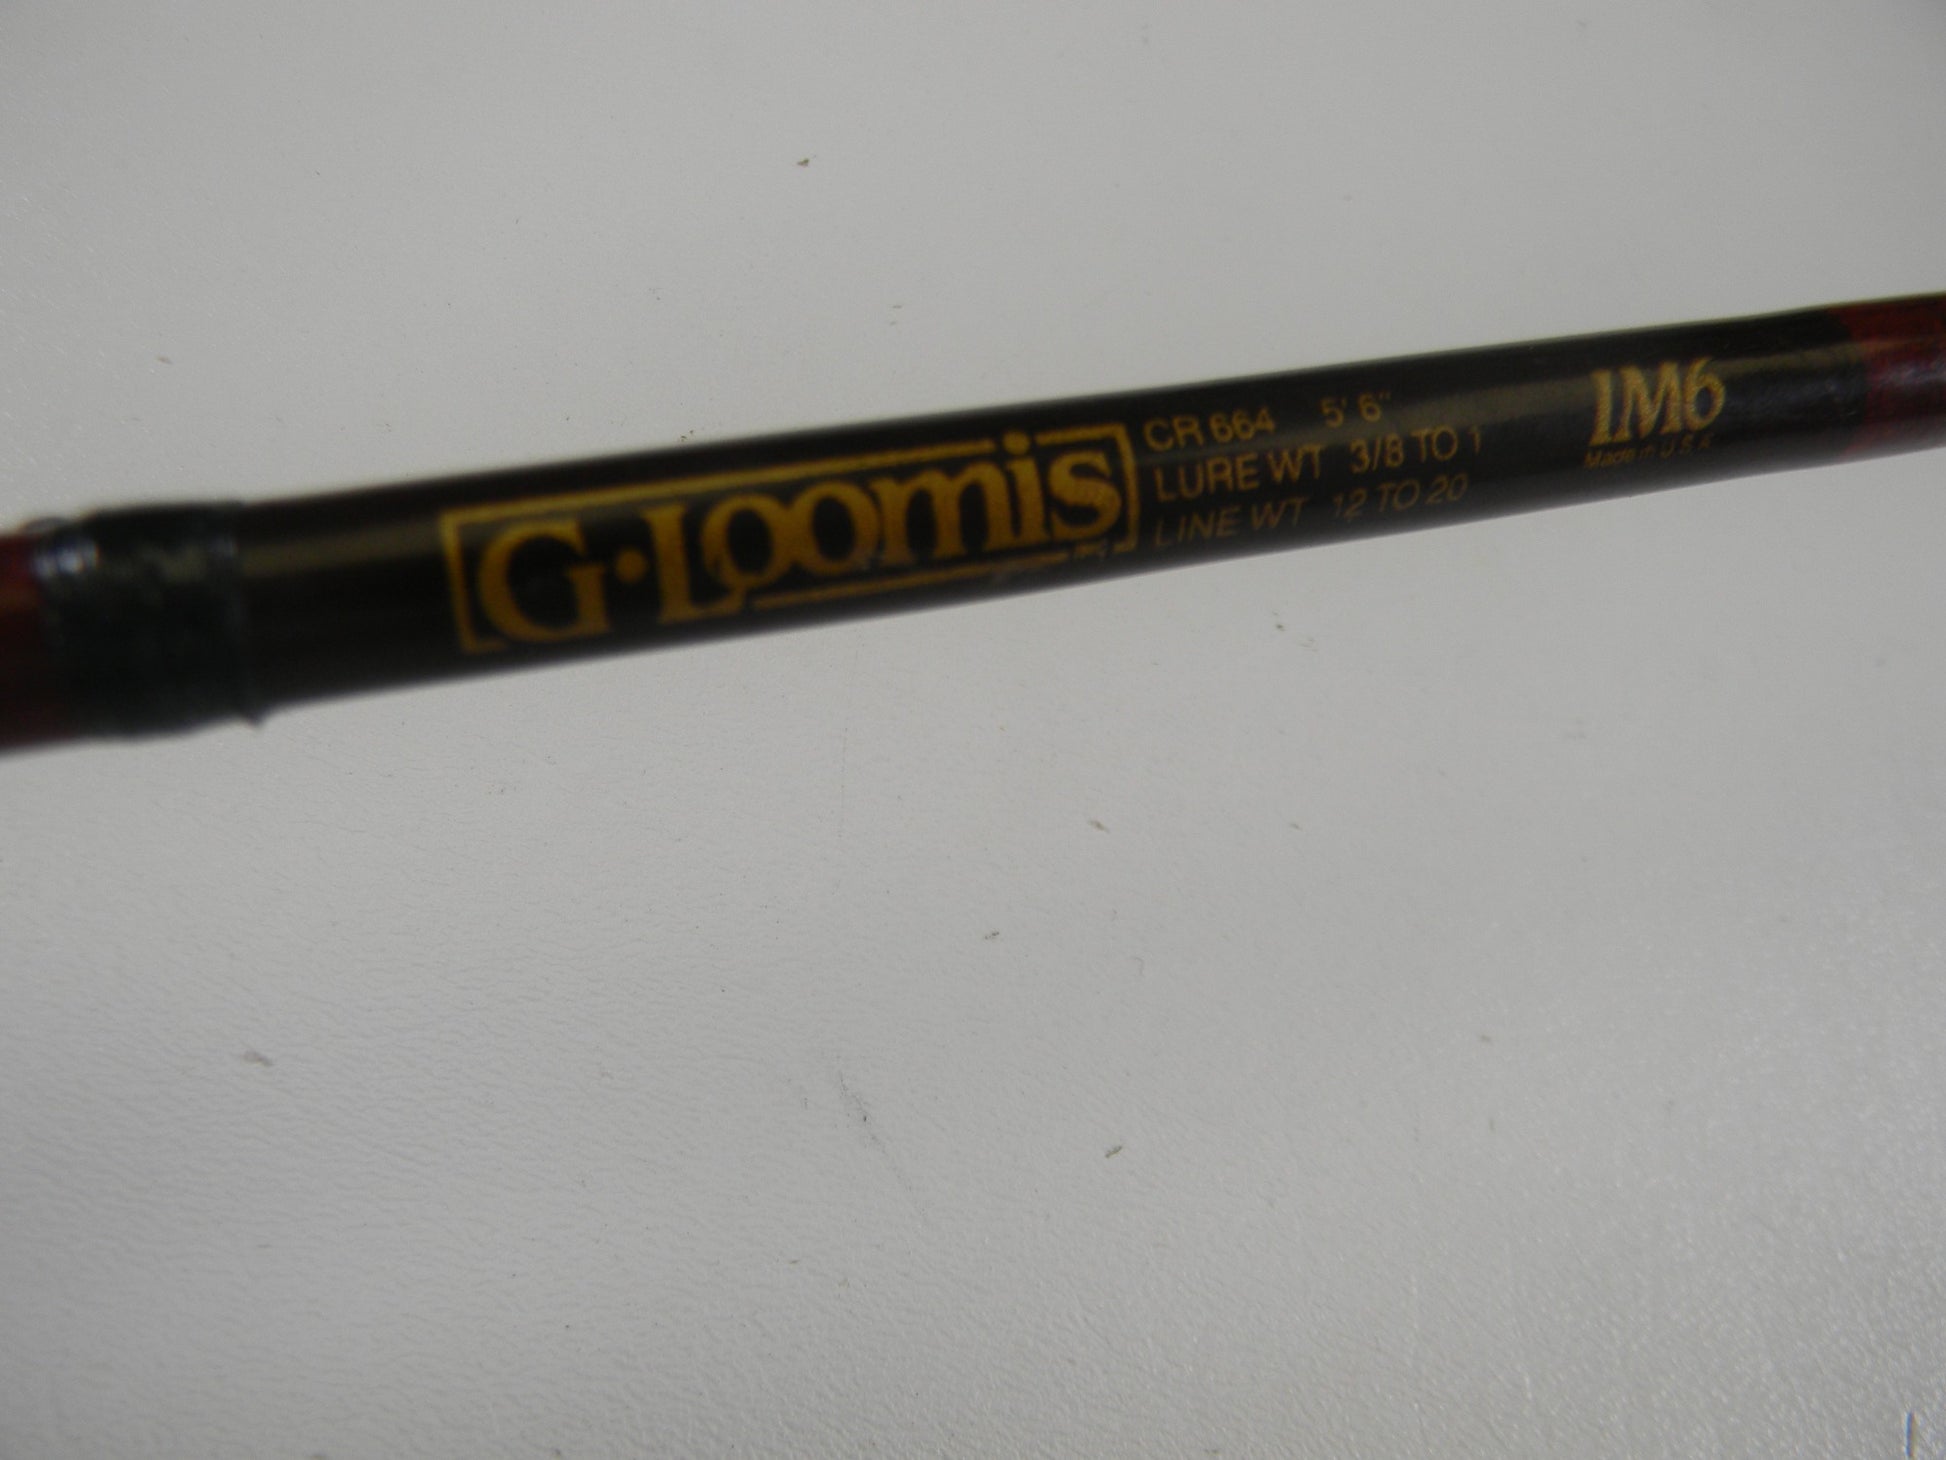 G·Loomis
CR 664 5' 6"
LURE WT 3/8 TO 1
LINE WT 12 TO 20
IM6
Made in U.S.A.